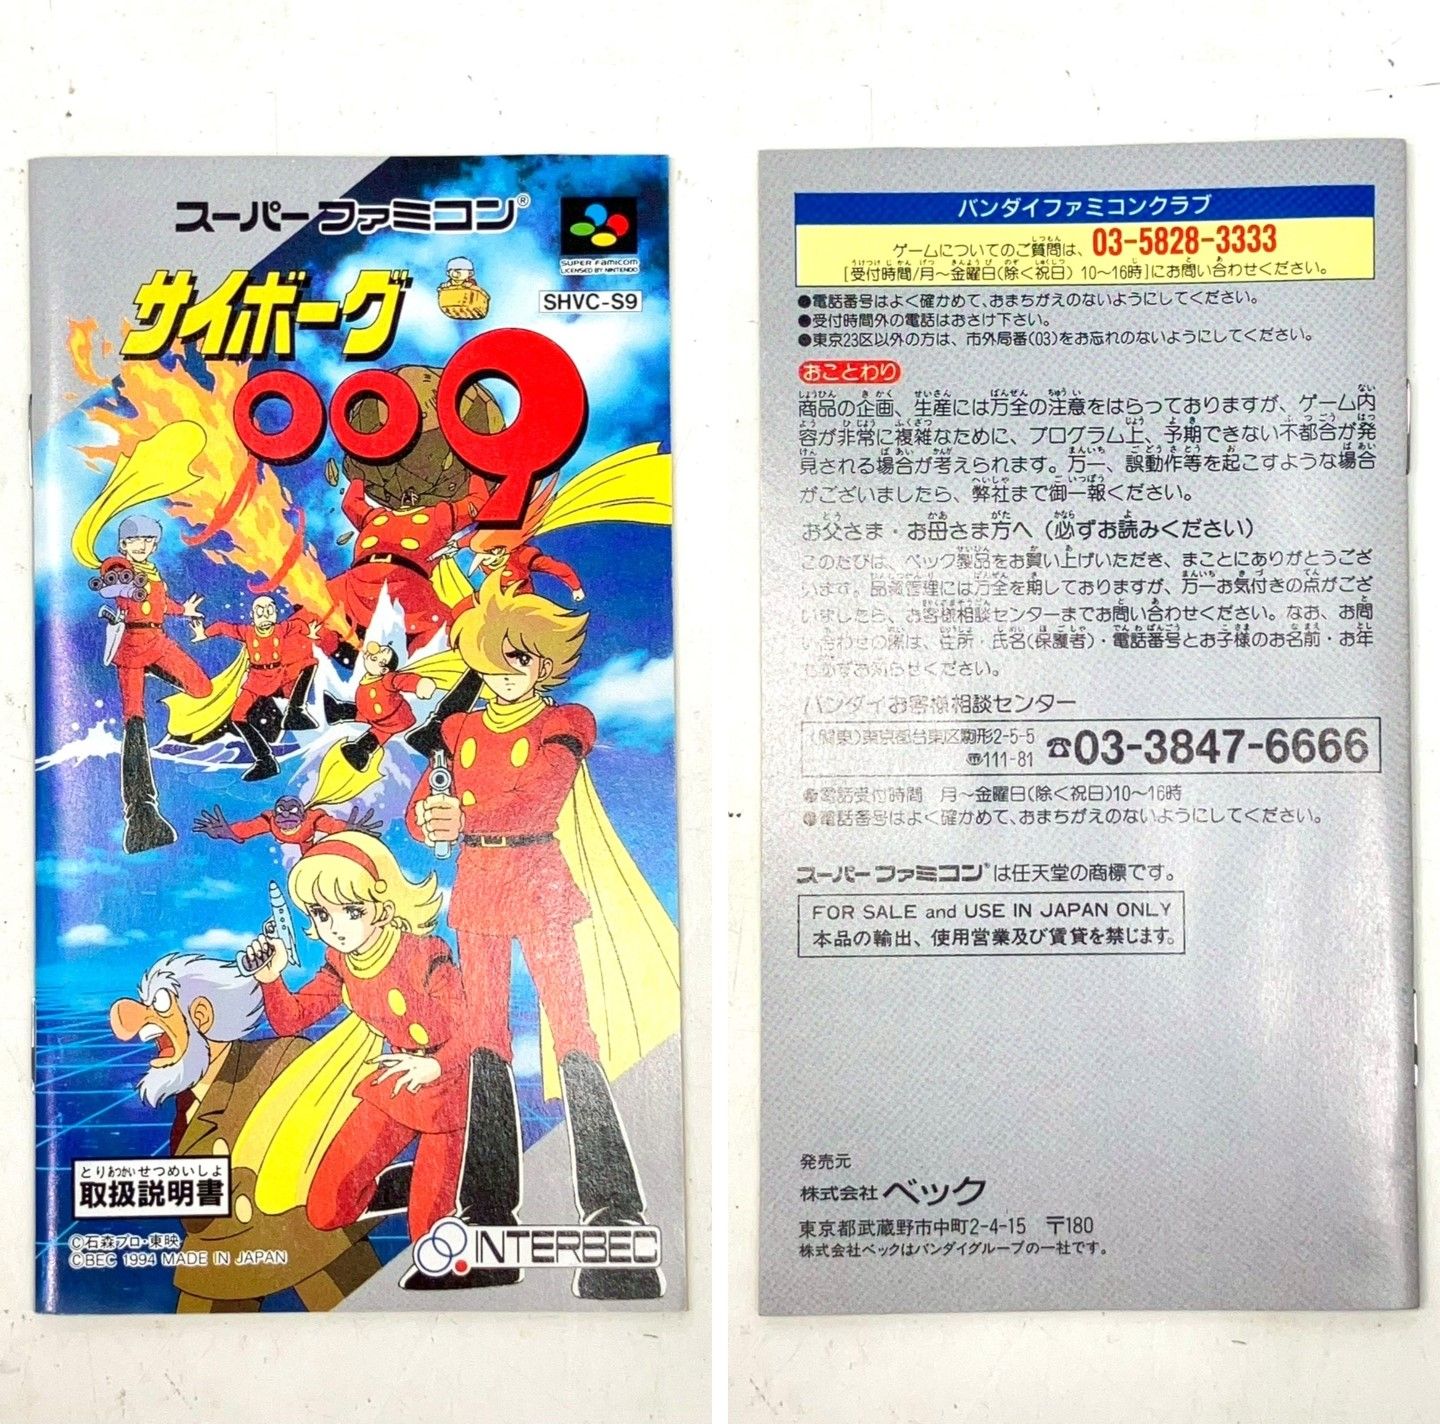 スーパーファミコン®
SUPER FAMICOM
LICENSED BY NINTENDO
SHVC-S9
サイボーグ
009
とりあつかいせつめいしょ
取扱説明書
©石森プロ・東映
©BEC 1994 MADE IN JAPAN
INTERBEC
バンダイファミコンクラブ
ゲームについてのご質問は、03-5828-3333
[受付時間/月〜金曜日(除く祝日)10〜16時]にお問い合わせください。
●電話番号はよく確かめて、おまちがえのないようにしてください。
●受付時間外の電話はおさけ下さい。
●東京23区以外の方は、市外局番(03)をお忘れのないようにしてください。
おことわり
商品の企画、生産には万全の注意をはらっておりますが、ゲーム内
容が非常に複雑なために、プログラム上、予期できない不都合が発
見される場合が考えられます。万一、誤動作等を起こすような場合
がございましたら、弊社まで御一報ください。
お父さま・お母さま方へ(必ずお読みください)
このたびは、ベック製品をお買い上げいただき、まことにありがとうござ
います。品質管理には万全を期しておりますが、万一お気付きの点がござ
いましたら、お客様相談センターまでお問い合わせください。なお、お問
い合わせの際は、住所・氏名(保護者)・電話番号とお子様のお名前・お年
も必ずお知らせください。
バンダイお客様相談センター
(関東)東京都台東区駒形2-5-5
〒111-81
☎03-3847-6666
●電話受付時間 月〜金曜日(除く祝日)10〜16時
●電話番号はよく確かめて、おまちがえのないようにしてください。
スーパーファミコン®は任天堂の商標です。
FOR SALE and USE IN JAPAN ONLY
本品の輸出、使用営業及び賃貸を禁じます。
発売元
株式会社ベック
東京都武蔵野市中町2-4-15 〒180
株式会社ベックはバンダイグループの一社です。